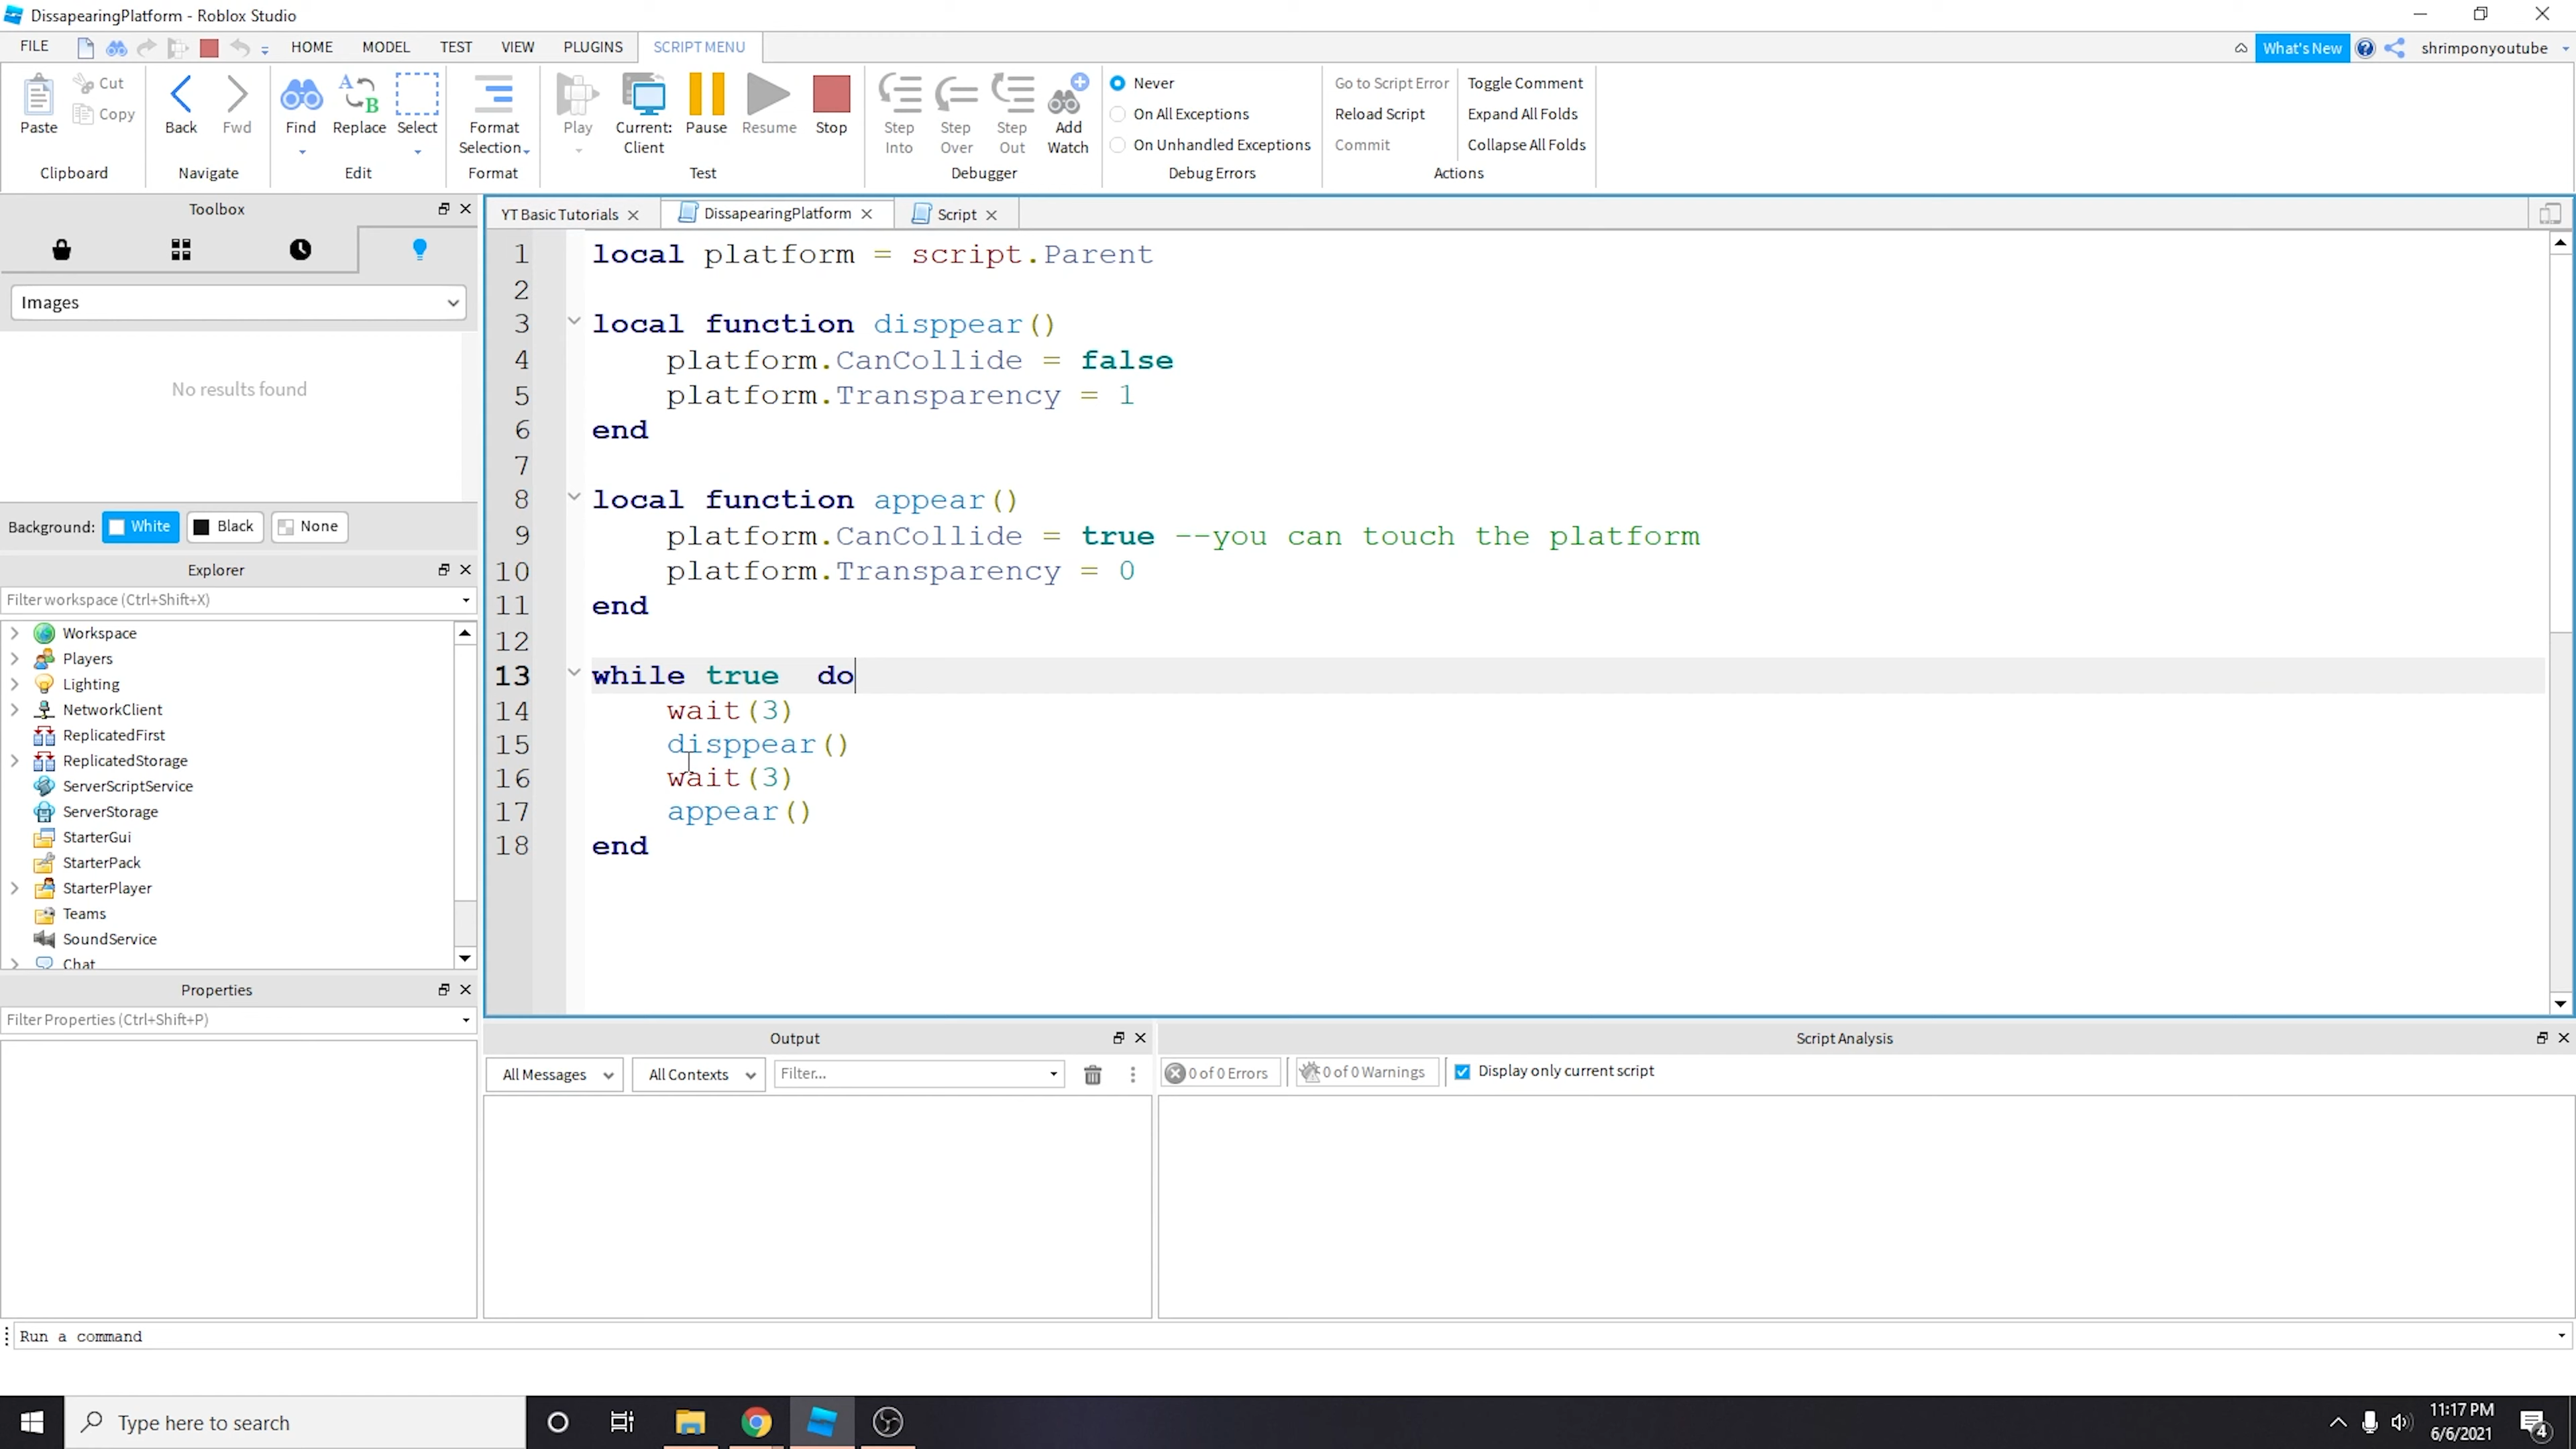 DissapearingPlatform - Roblox Studio
FILE HOME MODEL TEST VIEW PLUGINS SCRIPT MENU What's New shrimponyoutube
Paste Cut Copy Clipboard
Back Fwd Navigate
Find Replace Select Edit
Format Selection Format
Play Current: Client Pause Resume Stop Test
Step Into Step Over Step Out Add Watch Debugger
Never
On All Exceptions
On Unhandled Exceptions
Debug Errors
Go to Script Error Toggle Comment
Reload Script Expand All Folds
Commit Collapse All Folds
Actions
Toolbox
Images
No results found
Background: White Black None
Explorer
Filter workspace (Ctrl+Shift+X)
Workspace
Players
Lighting
NetworkClient
ReplicatedFirst
ReplicatedStorage
ServerScriptService
ServerStorage
StarterGui
StarterPack
StarterPlayer
Teams
SoundService
Chat
Properties
Filter Properties (Ctrl+Shift+P)
YT Basic Tutorials DissapearingPlatform Script
1 local platform = script.Parent
2
3 local function disppear()
4 platform.CanCollide = false
5 platform.Transparency = 1
6 end
7
8 local function appear()
9 platform.CanCollide = true --you can touch the platform
10 platform.Transparency = 0
11 end
12
13 while true  do
14 wait(3)
15 disppear()
16 wait(3)
17 appear()
18 end
Output
All Messages All Contexts Filter...
Script Analysis
0 of 0 Errors 0 of 0 Warnings Display only current script
Run a command
Type here to search
11:17 PM
6/6/2021
4